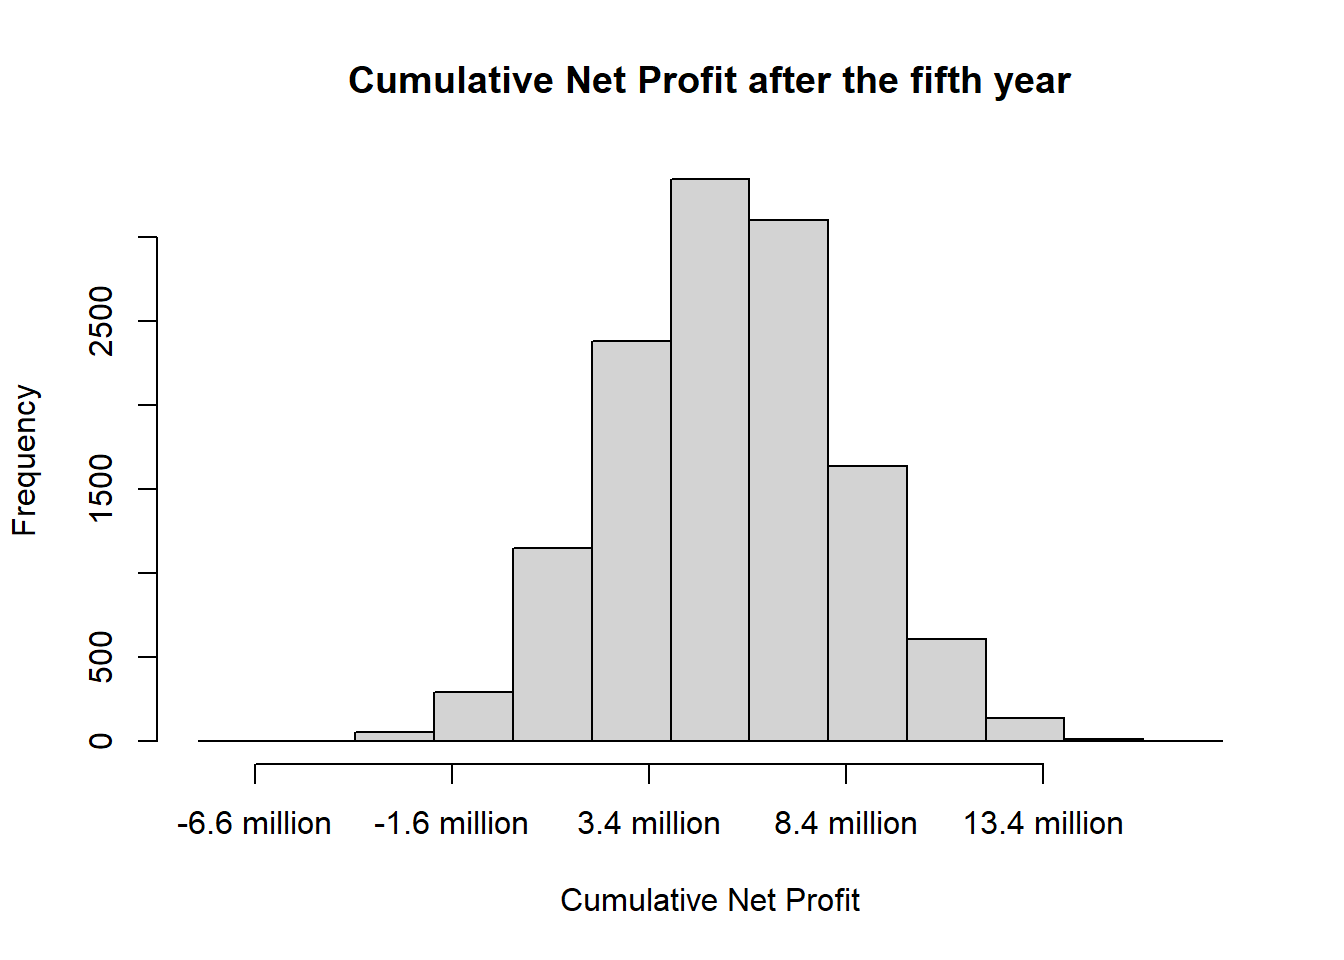 Cumulative Net Profit after the fifth year
Frequency
2500
1500
500
0
-6.6 million -1.6 million 3.4 million 8.4 million 13.4 million
Cumulative Net Profit